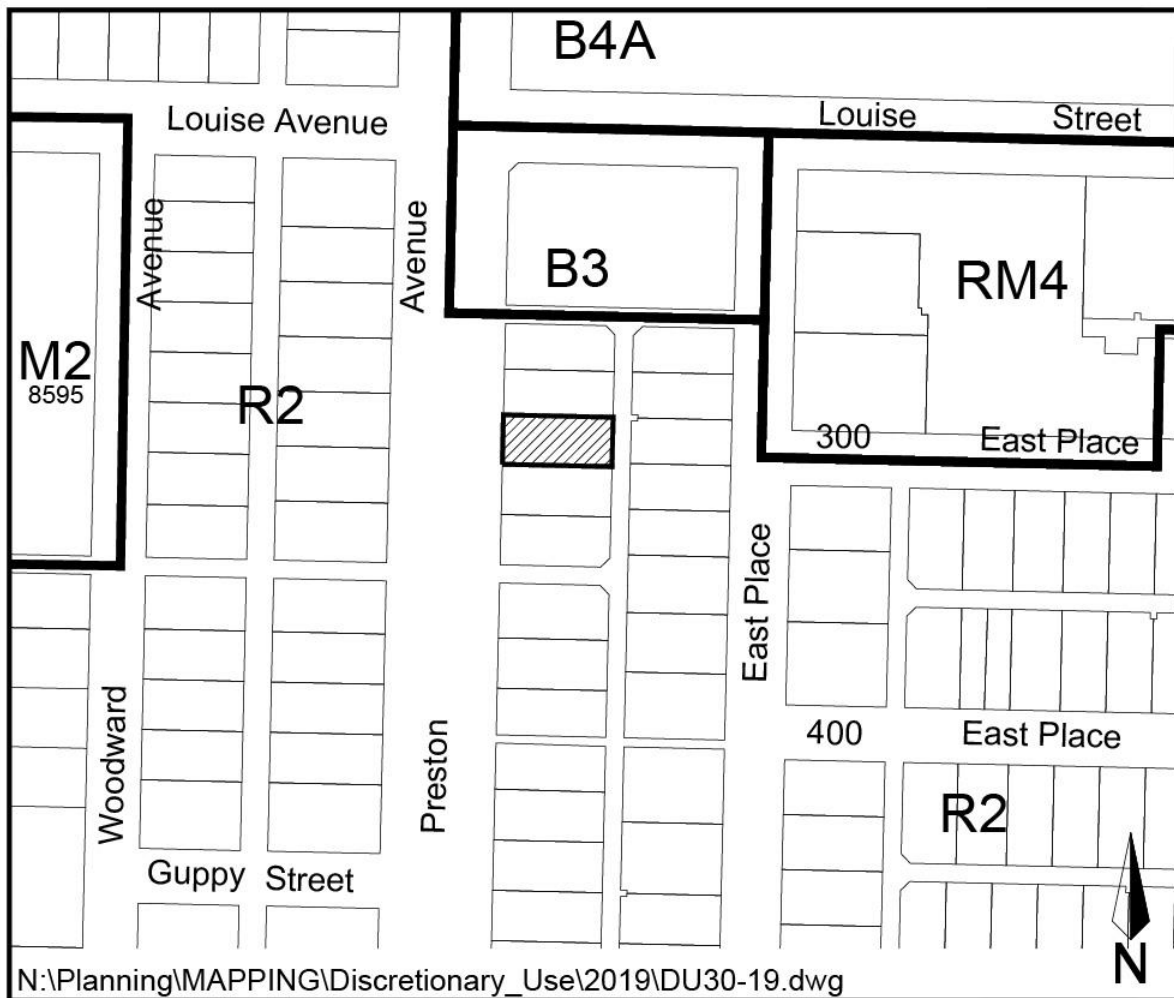 B4A
Louise Avenue
Louise Street
Avenue
Avenue
B3
RM4
M2
8595
R2
300 East Place
East Place
Woodward
Preston
400 East Place
R2
Guppy Street
N
N:\Planning\MAPPING\Discretionary_Use\2019\DU30-19.dwg